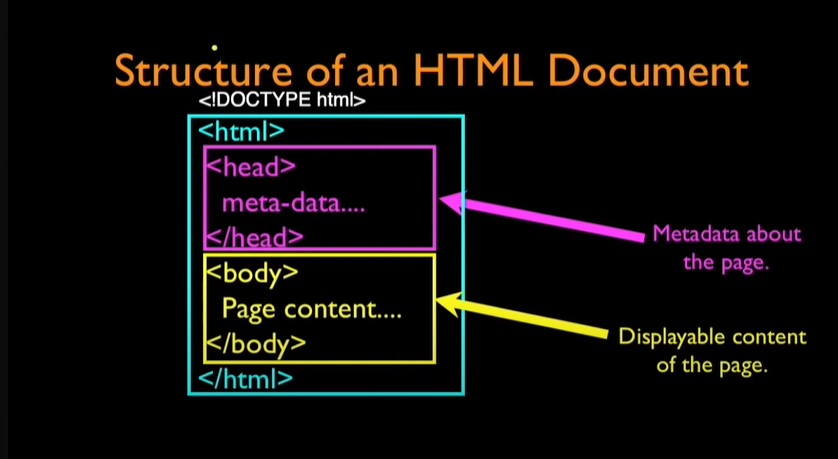 Structure of an HTML Document
<!DOCTYPE html>
<html>
<head>
meta-data....
</head>
Metadata about
the page.
<body>
Page content....
</body>
Displayable content
of the page.
</html>